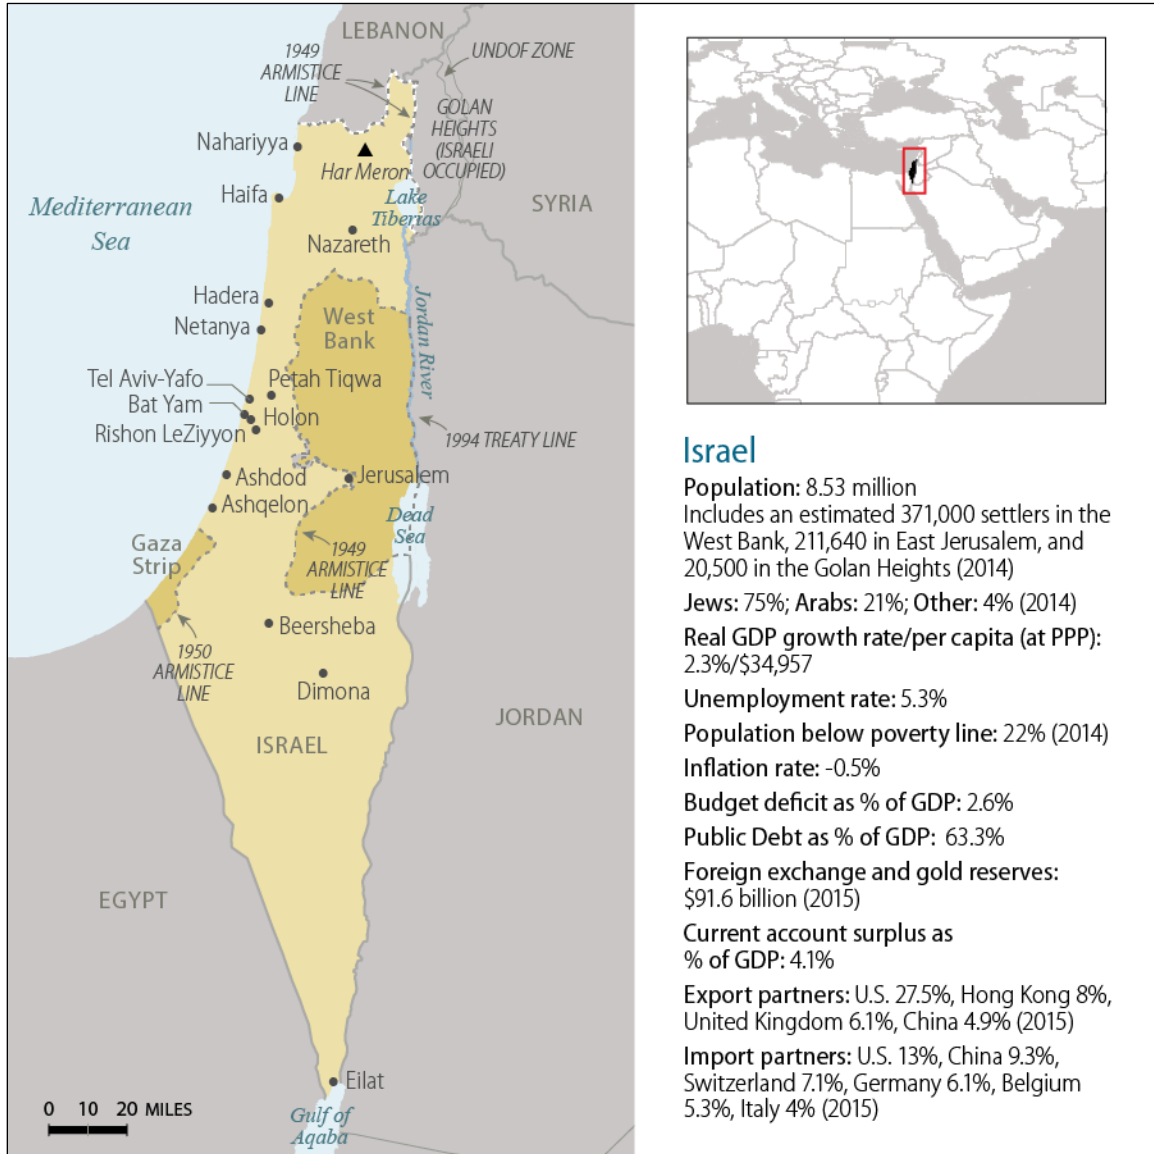 LEBANON
1949
ARMISTICE
LINE
UNDOF ZONE
GOLAN
HEIGHTS
(ISRAELI
OCCUPIED)
Nahariyya
Har Meron
Haifa
Lake
Tiberias
SYRIA
Mediterranean
Sea
Nazareth
Hadera
Netanya
West
Bank
Jordan River
Tel Aviv-Yafo
Petah Tiqwa
Bat Yam
Holon
Rishon LeZiyyon
1994 TREATY LINE
Ashdod
Jerusalem
Ashqelon
Dead
Sea
Gaza
Strip
1949
ARMISTICE
LINE
Beersheba
1950
ARMISTICE
LINE
Dimona
JORDAN
ISRAEL
EGYPT
Eilat
0 10 20 MILES
Gulf of
Aqaba
Israel
Population: 8.53 million
Includes an estimated 371,000 settlers in the
West Bank, 211,640 in East Jerusalem, and
20,500 in the Golan Heights (2014)
Jews: 75%; Arabs: 21%; Other: 4% (2014)
Real GDP growth rate/per capita (at PPP):
2.3%/$34,957
Unemployment rate: 5.3%
Population below poverty line: 22% (2014)
Inflation rate: -0.5%
Budget deficit as % of GDP: 2.6%
Public Debt as % of GDP: 63.3%
Foreign exchange and gold reserves:
$91.6 billion (2015)
Current account surplus as
% of GDP: 4.1%
Export partners: U.S. 27.5%, Hong Kong 8%,
United Kingdom 6.1%, China 4.9% (2015)
Import partners: U.S. 13%, China 9.3%,
Switzerland 7.1%, Germany 6.1%, Belgium
5.3%, Italy 4% (2015)